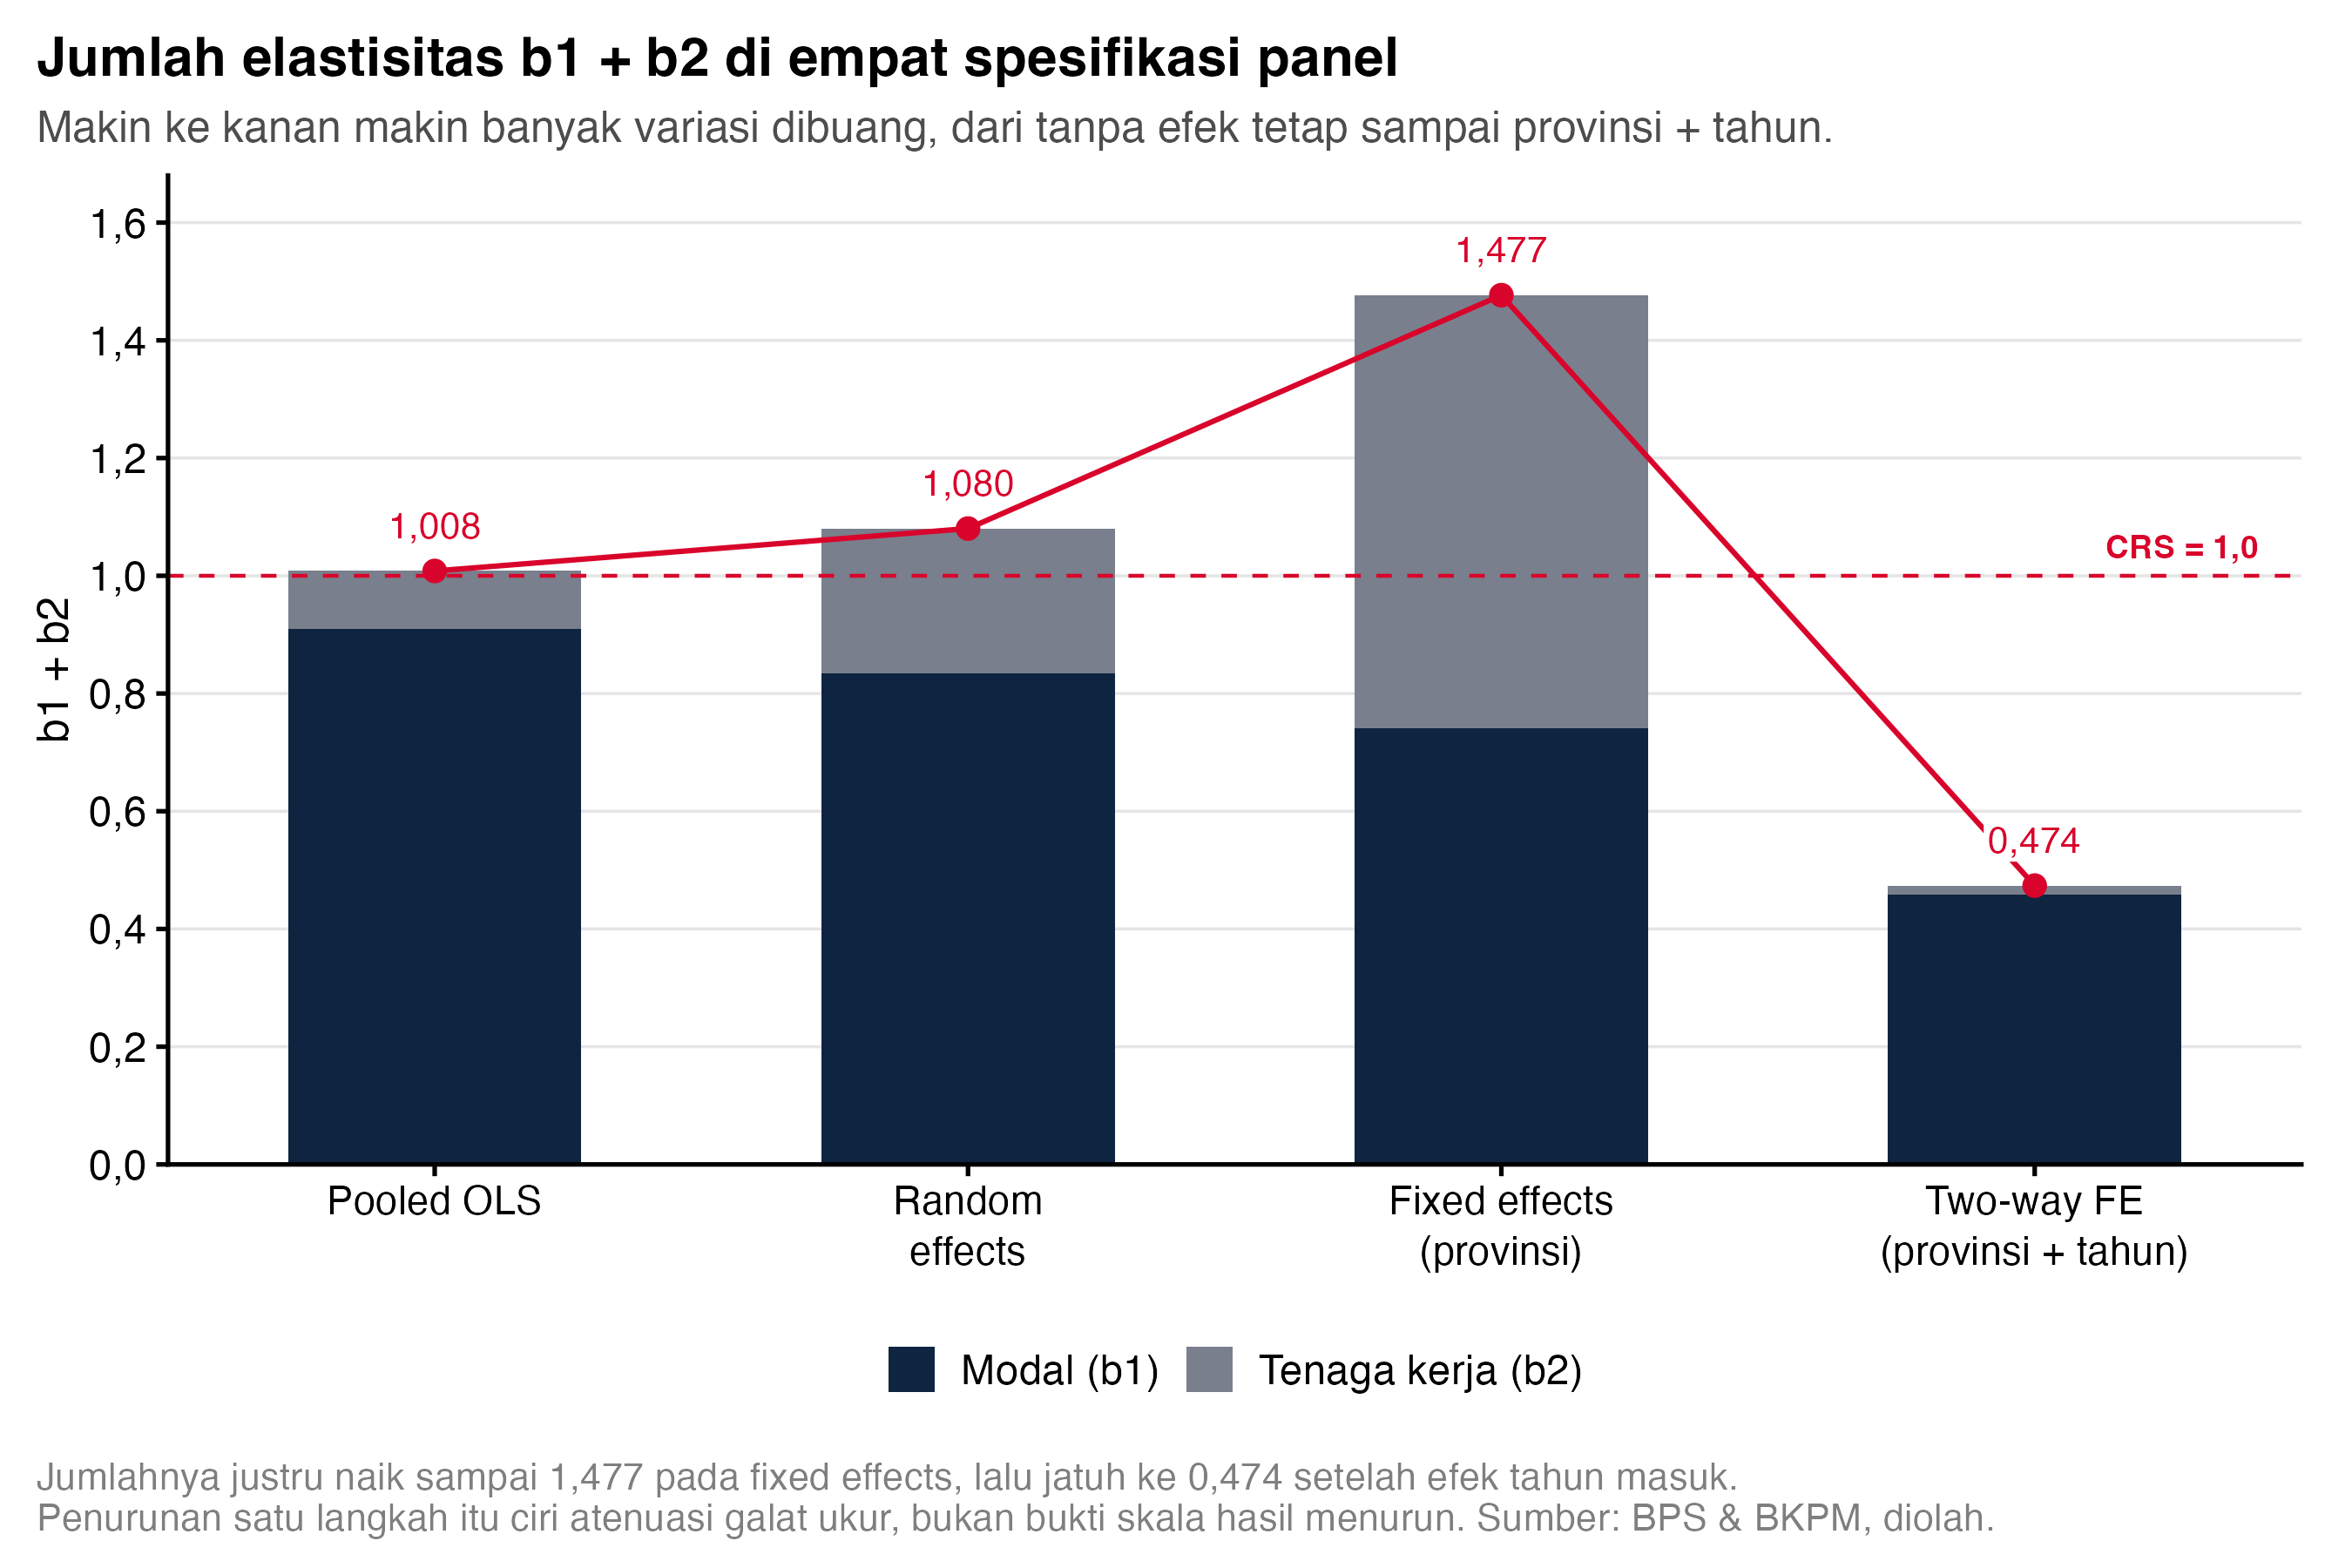 Jumlah elastisitas b1 + b2 di empat spesifikasi panel
Makin ke kanan makin banyak variasi dibuang, dari tanpa efek tetap sampai provinsi + tahun.
b1 + b2
1,6
1,4
1,2
1,0
0,8
0,6
0,4
0,2
0,0
1,008
1,080
1,477
0,474
CRS = 1,0
Pooled OLS
Random
effects
Fixed effects
(provinsi)
Two-way FE
(provinsi + tahun)
Modal (b1)
Tenaga kerja (b2)
Jumlahnya justru naik sampai 1,477 pada fixed effects, lalu jatuh ke 0,474 setelah efek tahun masuk.
Penurunan satu langkah itu ciri atenuasi galat ukur, bukan bukti skala hasil menurun. Sumber: BPS & BKPM, diolah.